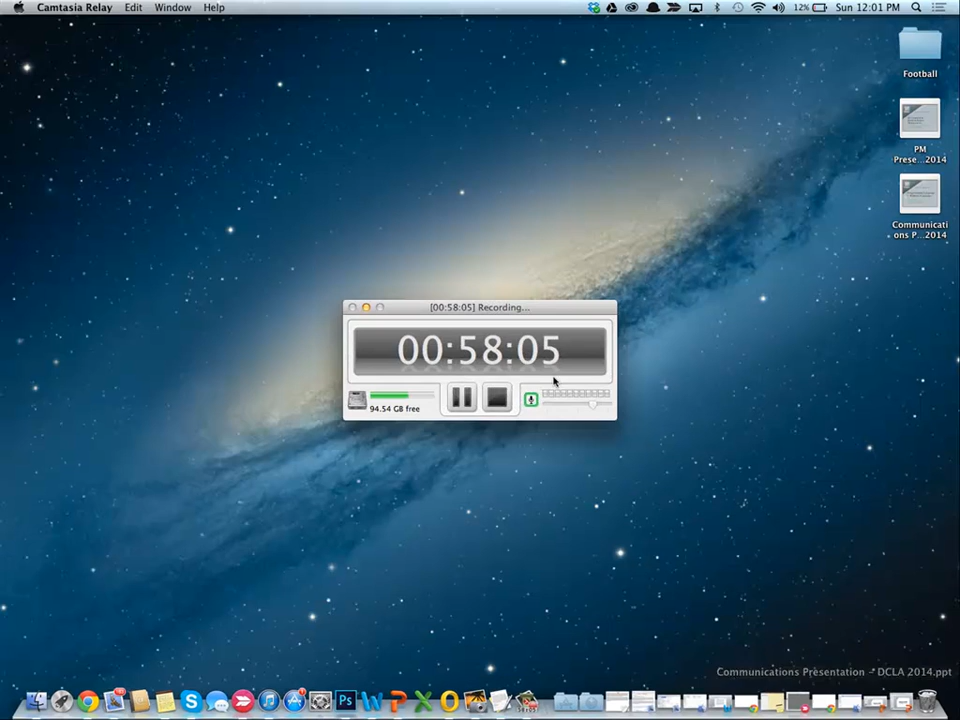 Camtasia Relay Edit Window Help
12% Sun 12:01 PM
Football
PM
Prese...2014
Communicati
ons P...2014
[00:58:05] Recording...
00:58:05
94.54 GB free
Communications Presentation - DCLA 2014.ppt